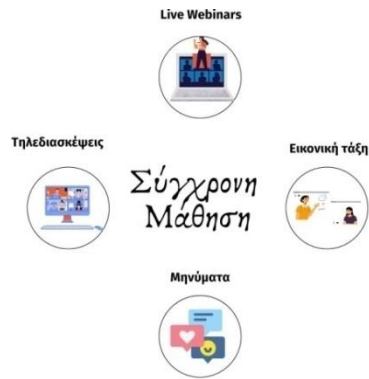 Live Webinars
Τηλεδιασκέψεις
Εικονική τάξη
Σύγχρονη
Μάθηση
Μηνύματα